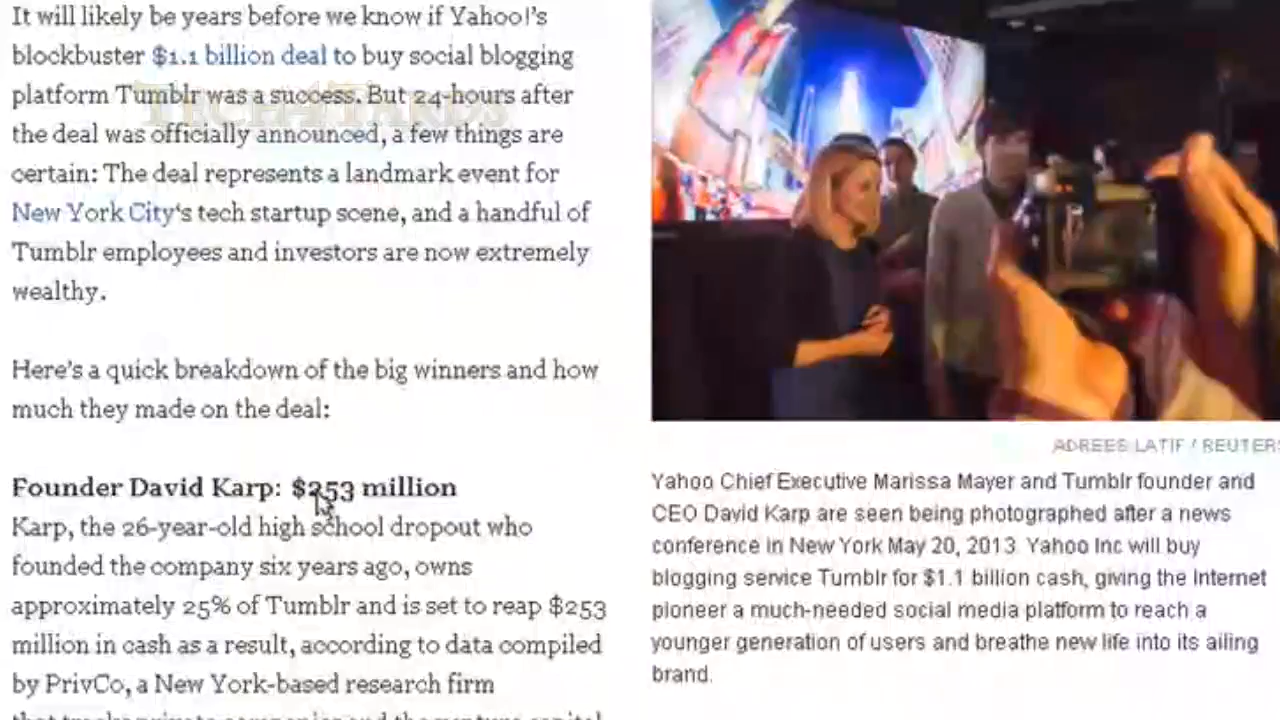 It will likely be years before we know if Yahoo!'s
blockbuster $1.1 billion deal to buy social blogging
platform Tumblr was a success. But 24-hours after
the deal was officially announced, a few things are
certain: The deal represents a landmark event for
New York City's tech startup scene, and a handful of
Tumblr employees and investors are now extremely
wealthy.
Here's a quick breakdown of the big winners and how
much they made on the deal:
Founder David Karp: $253 million
Karp, the 26-year-old high school dropout who
founded the company six years ago, owns
approximately 25% of Tumblr and is set to reap $253
million in cash as a result, according to data compiled
by PrivCo, a New York-based research firm
ADREES LATIF / REUTERS
Yahoo Chief Executive Marissa Mayer and Tumblr founder and
CEO David Karp are seen being photographed after a news
conference in New York May 20, 2013. Yahoo Inc will buy
blogging service Tumblr for $1.1 billion cash, giving the Internet
pioneer a much-needed social media platform to reach a
younger generation of users and breathe new life into its ailing
brand.